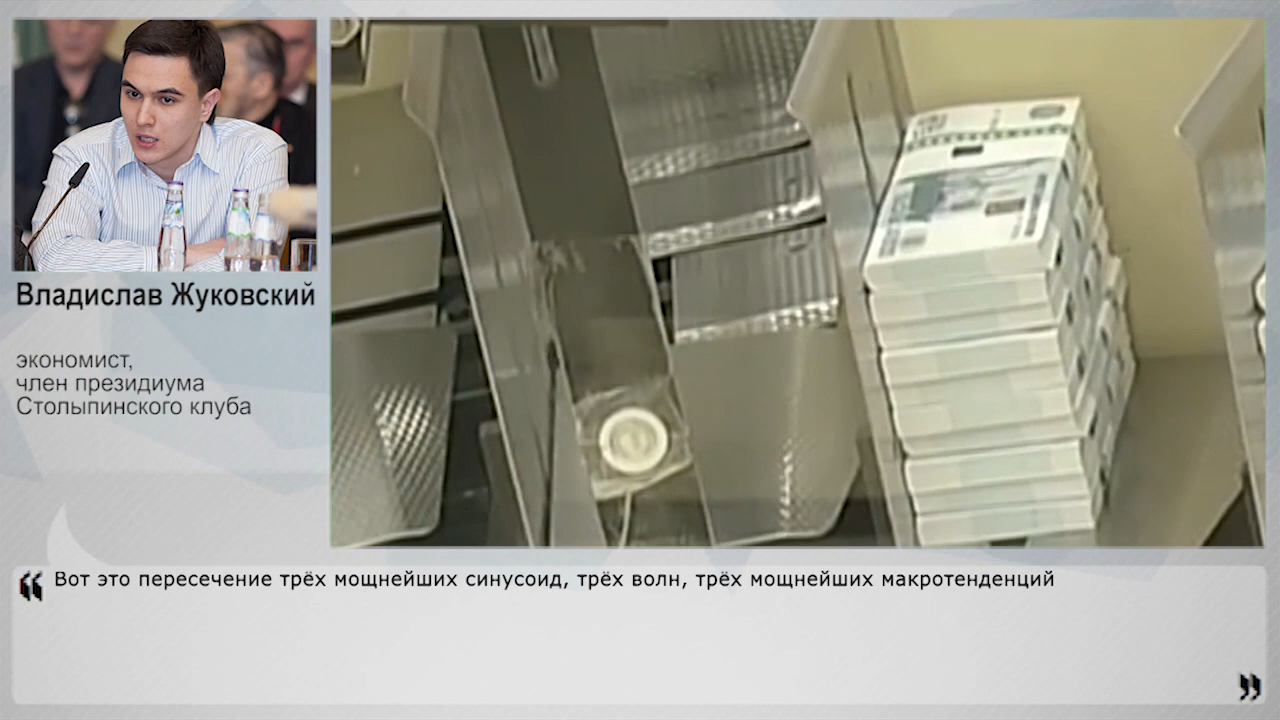 Владислав Жуковский
экономист,
член президиума
Столыпинского клуба
“ Вот это пересечение трёх мощнейших синусоид, трёх волн, трёх мощнейших макротенденций
”